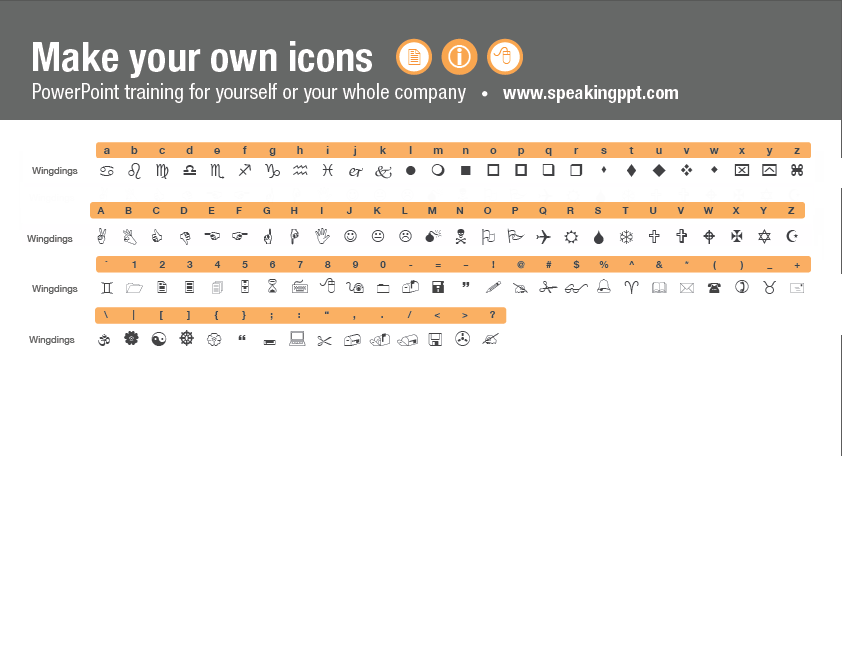 Make your own icons
PowerPoint training for yourself or your whole company • www.speakingppt.com
a b c d e f g h i j k l m n o p q r s t u v w x y z
Wingdings ♋ ♌ ♍ ♎ ♏ ♐ ♑ ♒ ♓ 🙰 🙵 ● ❍ ■ □ 🞐 ❑ ❒ ⬧ ⧫ ◆ ❖ ⬥ ⌧ ⍓ ⌘
A B C D E F G H I J K L M N O P Q R S T U V W X Y Z
Wingdings ✌ 👌 👍 👎 ☜ ☞ ☝ ☟ 🖐 ☺ 😐 ☹ 💣 ☠ 🏳 🏱 ✈ ☼ 💧 ❄ 🕆 ✞ 🕈 ✠ ✡ ☪
` 1 2 3 4 5 6 7 8 9 0 - = – ! @ # $ % ^ & * ( ) _ +
Wingdings ♊ 📂 📄 🗏 🗐 🗄 ⌛ 🖮 🖰 🖲 📁 📬 🖬 ❞ ✏ ✍ ✁ 👓 🕭 ♈ 🕮 🖂 ☎ ✆ ♉ 🖃
\ | [ ] { } ; : “ , . / < > ?
Wingdings ॐ ✿ ☯ ☸ ❀ ❝ 🖴 💻 ✂ 📪 📬 📭 💾 ✇ ✍